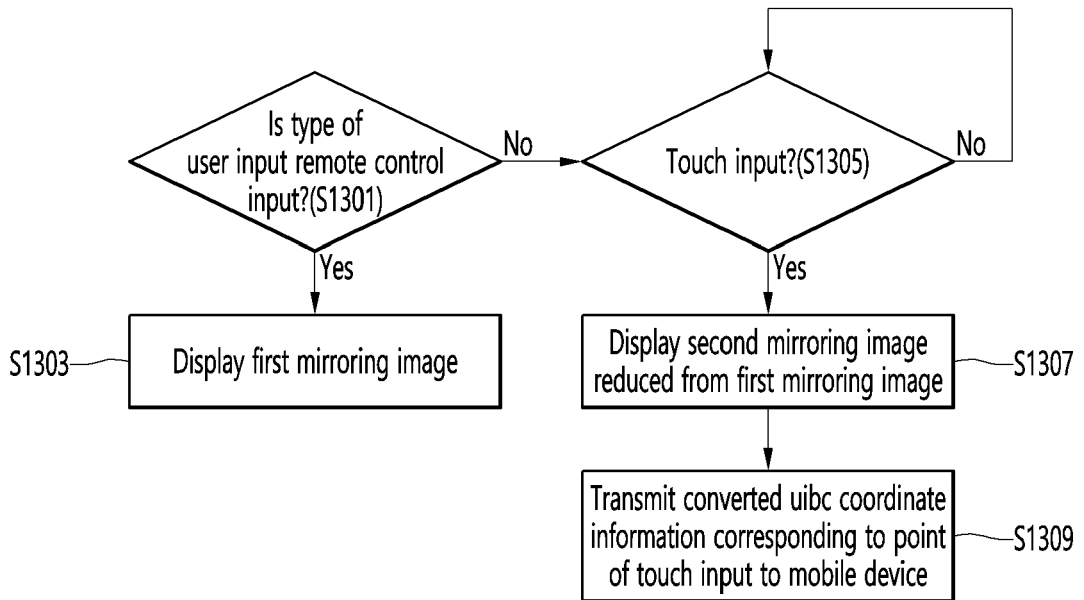 Is type of
user input remote control
input?(S1301)
No
Touch input?(S1305)
No
Yes
Yes
S1303
Display first mirroring image
Display second mirroring image
reduced from first mirroring image
S1307
Transmit converted uibc coordinate
information corresponding to point
of touch input to mobile device
S1309